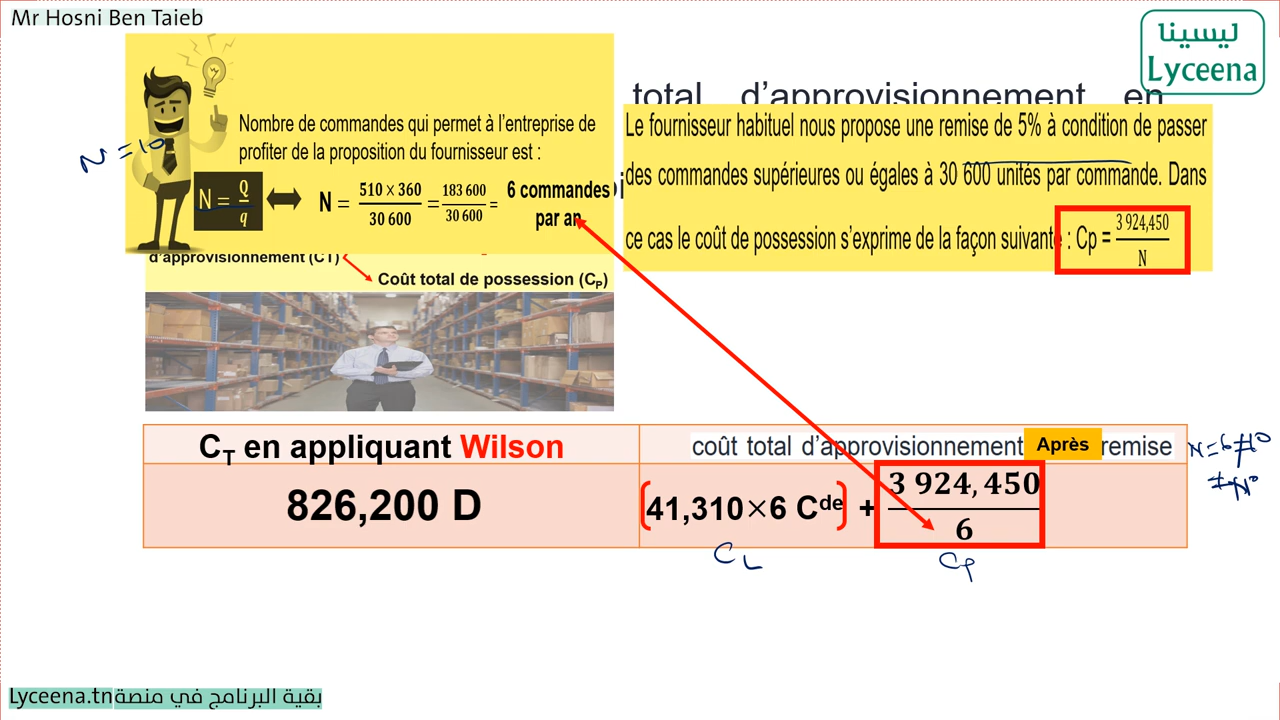 Mr Hosni Ben Taieb
ليسينا
Lyceena
total d’approvisionnement en
Nombre de commandes qui permet à l’entreprise de
profiter de la proposition du fournisseur est :
N = 10
N = Q/q
N = 510 × 360 / 30 600 = 183 600 / 30 600 = 6 commandes
par an
Le fournisseur habituel nous propose une remise de 5% à condition de passer
des commandes supérieures ou égales à 30 600 unités par commande. Dans
ce cas le coût de possession s’exprime de la façon suivante : Cp = 3 924,450 / N
d’approvisionnement (CT)
Coût total de possession (CP)
CT en appliquant Wilson
coût total d’approvisionnement Après remise
N=6≠10
826,200 D
(41,310×6 Cde) + 3 924,450 / 6
CL
CP
Lyceena.tn بقية البرنامج في منصة